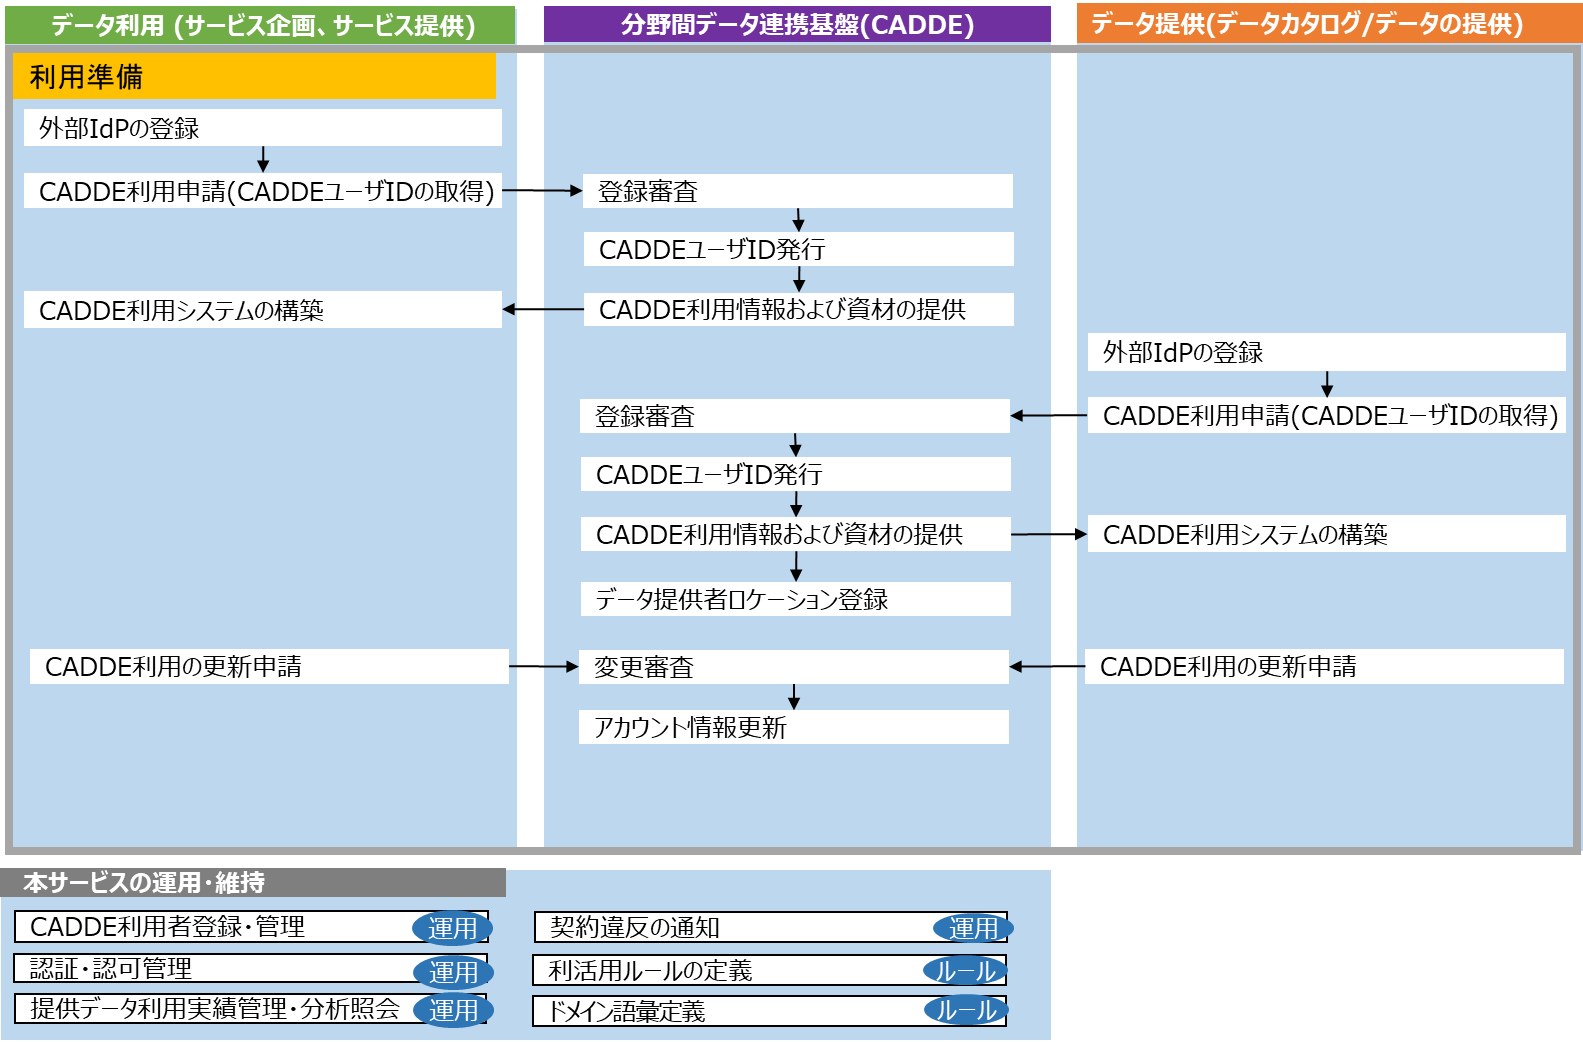 データ利用 (サービス企画、サービス提供)
分野間データ連携基盤(CADDE)
データ提供(データカタログ/データの提供)
利用準備
外部IdPの登録
CADDE利用申請(CADDEユーザIDの取得)
登録審査
CADDEユーザID発行
CADDE利用システムの構築
CADDE利用情報および資材の提供
外部IdPの登録
登録審査
CADDE利用申請(CADDEユーザIDの取得)
CADDEユーザID発行
CADDE利用情報および資材の提供
CADDE利用システムの構築
データ提供者ロケーション登録
CADDE利用の更新申請
変更審査
CADDE利用の更新申請
アカウント情報更新
本サービスの運用・維持
CADDE利用者登録・管理 運用
契約違反の通知 運用
認証・認可管理 運用
利活用ルールの定義 ルール
提供データ利用実績管理・分析照会 運用
ドメイン語彙定義 ルール